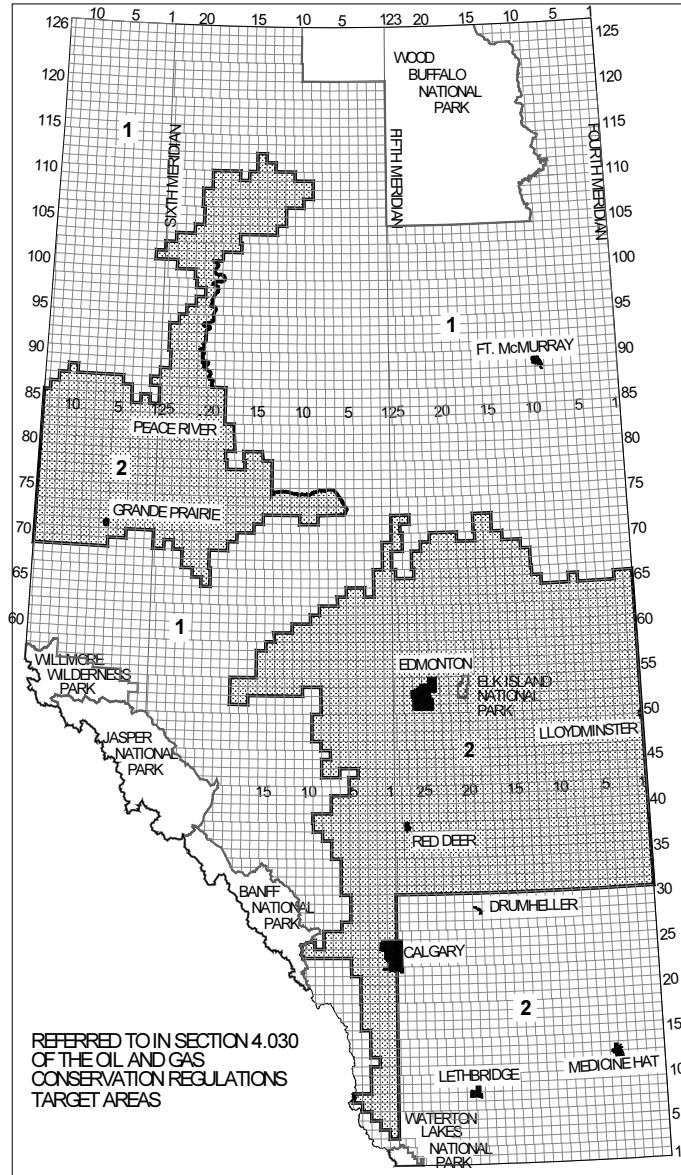 126 10 5 1 20 15 10 5 123 20 15 10 5 1 125
120 120
115 115
110 110
105 105
100 100
95 95
90 90
85 85
80 80
75 75
70 70
65 65
60 60
55
50
45
40
35
30
25
20
15
10
5
1
WOOD
BUFFALO
NATIONAL
PARK
1
SIXTH MERIDIAN
FIFTH MERIDIAN
FOURTH MERIDIAN
1
FT. McMURRAY
10 5 125 20 15 10 5 125 20 15 10 5 1
PEACE RIVER
2
GRANDE PRAIRIE
1
WILLMORE
WILDERNESS
PARK
EDMONTON
ELK ISLAND
NATIONAL
PARK
JASPER
NATIONAL
PARK
LLOYDMINSTER
2
15 10 5 1 25 20 15 10 5 1
RED DEER
BANFF
NATIONAL
PARK
DRUMHELLER
CALGARY
2
REFERRED TO IN SECTION 4.030
OF THE OIL AND GAS
CONSERVATION REGULATIONS
TARGET AREAS
MEDICINE HAT
LETHBRIDGE
WATERTON
LAKES
NATIONAL
PARK